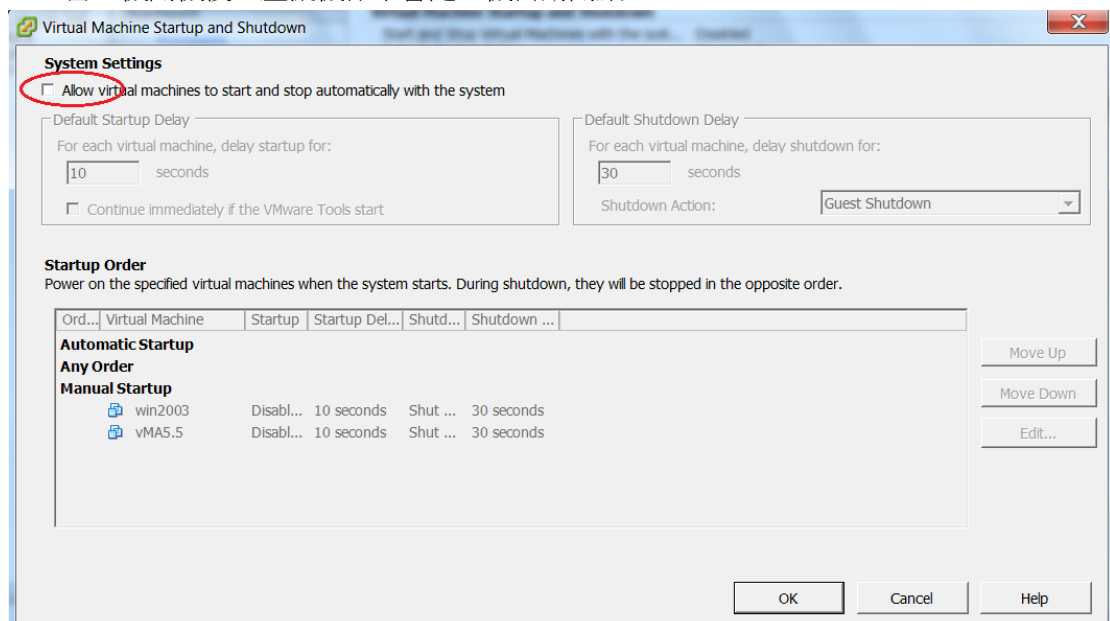 Virtual Machine Startup and Shutdown
System Settings
Allow virtual machines to start and stop automatically with the system
Default Startup Delay
For each virtual machine, delay startup for:
10 seconds
Continue immediately if the VMware Tools start
Default Shutdown Delay
For each virtual machine, delay shutdown for:
30 seconds
Shutdown Action: Guest Shutdown
Startup Order
Power on the specified virtual machines when the system starts. During shutdown, they will be stopped in the opposite order.
Ord... Virtual Machine Startup Startup Del... Shutd... Shutdown ...
Automatic Startup
Any Order
Manual Startup
win2003 Disabl... 10 seconds Shut ... 30 seconds
vMA5.5 Disabl... 10 seconds Shut ... 30 seconds
Move Up
Move Down
Edit...
OK Cancel Help